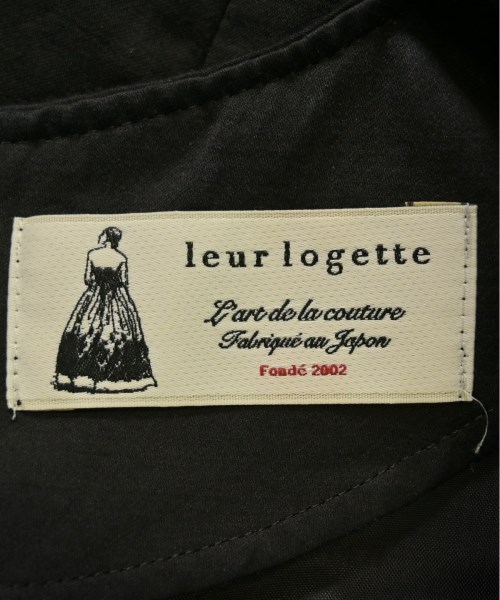 leur logette
L'art de la couture
Fabriqué au Japon
Fondé 2002